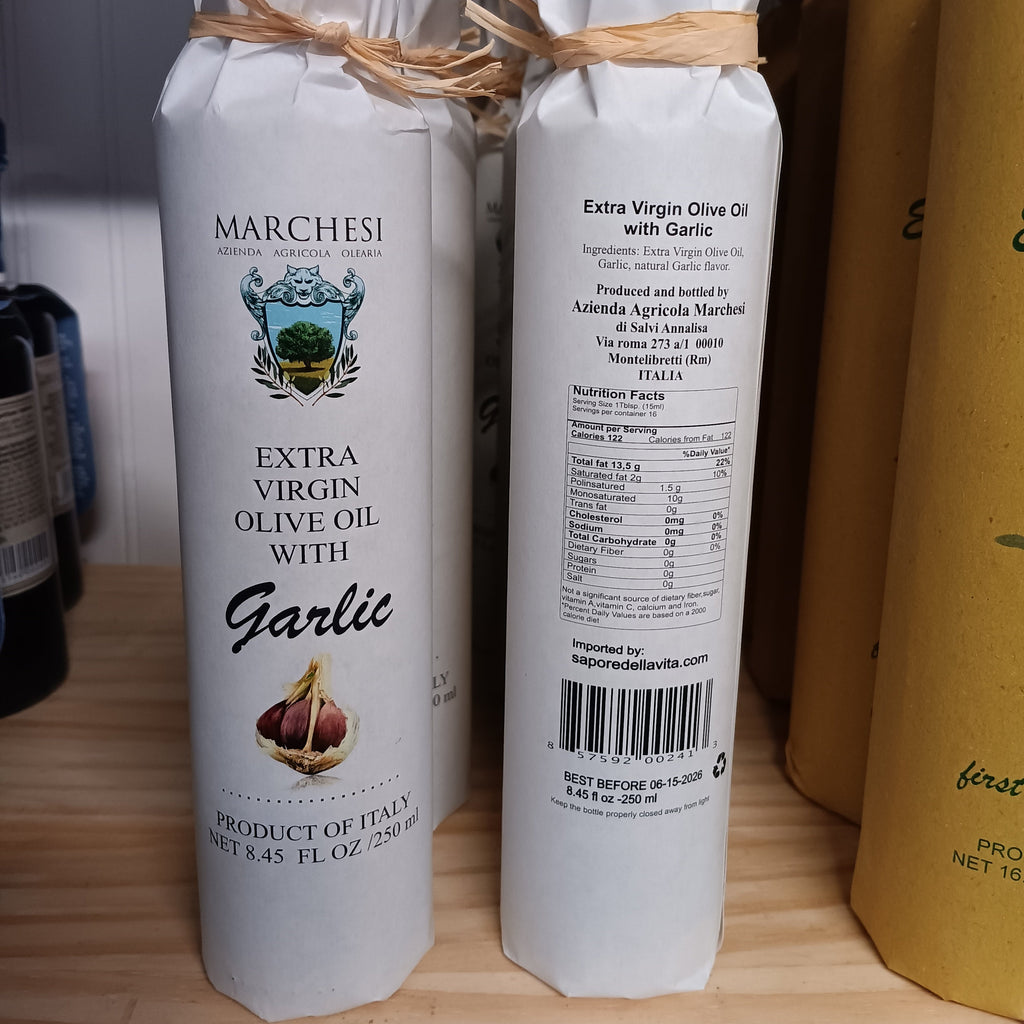 MARCHESI
AZIENDA AGRICOLA OLEARIA
EXTRA
VIRGIN
OLIVE OIL
WITH
Garlic
PRODUCT OF ITALY
NET 8.45 FL OZ /250 ml
LY
0 ml
Extra Virgin Olive Oil
with Garlic
Ingredients: Extra Virgin Olive Oil,
Garlic, natural Garlic flavor.
Produced and bottled by
Azienda Agricola Marchesi
di Salvi Annalisa
Via roma 273 a/1 00010
Montelibretti (Rm)
ITALIA
Nutrition Facts
Serving Size 1Tblsp. (15ml)
Servings per container 16
Amount per Serving
Calories 122 Calories from Fat 122
%Daily Value*
Total fat 13,5 g 22%
Saturated fat 2g 10%
Polinsatured 1.5 g
Monosaturated 10g
Trans fat 0g
Cholesterol 0mg 0%
Sodium 0mg 0%
Total Carbohydrate 0g 0%
Dietary Fiber 0g 0%
Sugars 0g
Protein 0g
Salt 0g
Not a significant source of dietary fiber,sugar,
vitamin A,vitamin C, calcium and Iron.
*Percent Daily Values are based on a 2000
calorie diet
Imported by:
saporedellavita.com
8 57592 00241 3
BEST BEFORE 06-15-2026
8.45 fl oz -250 ml
Keep the bottle properly closed away from light
first
PRO
NET 16